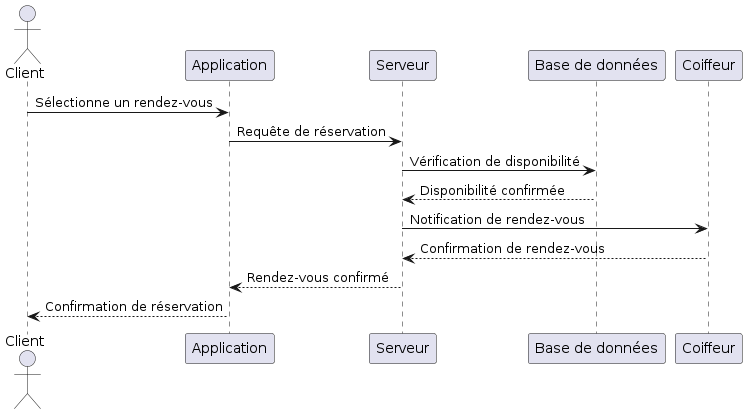 Client
Application
Serveur
Base de données
Coiffeur
Sélectionne un rendez-vous
Requête de réservation
Vérification de disponibilité
Disponibilité confirmée
Notification de rendez-vous
Confirmation de rendez-vous
Rendez-vous confirmé
Confirmation de réservation
Client
Application
Serveur
Base de données
Coiffeur